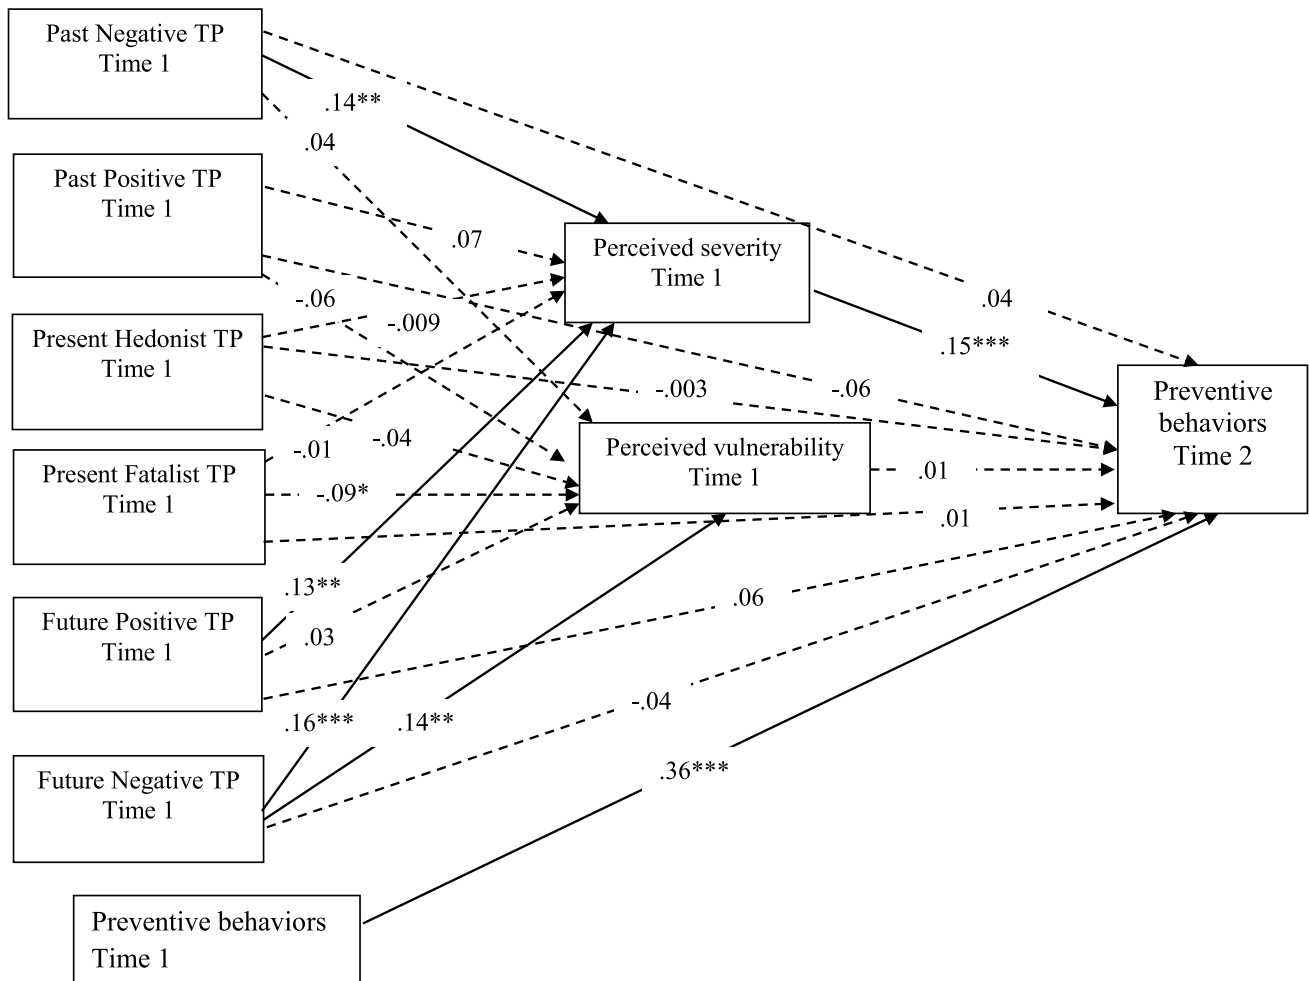 Past Negative TP
Time 1
.14**
.04
Past Positive TP
Time 1
.07
Perceived severity
Time 1
-.06
-.009
.04
.15***
Present Hedonist TP
Time 1
-.003
-.06
Preventive
behaviors
Time 2
-.01
-.04
Perceived vulnerability
Time 1
.01
Present Fatalist TP
Time 1
-.09*
.01
.13**
.03
.06
Future Positive TP
Time 1
.16***
.14**
-.04
Future Negative TP
Time 1
.36***
Preventive behaviors
Time 1